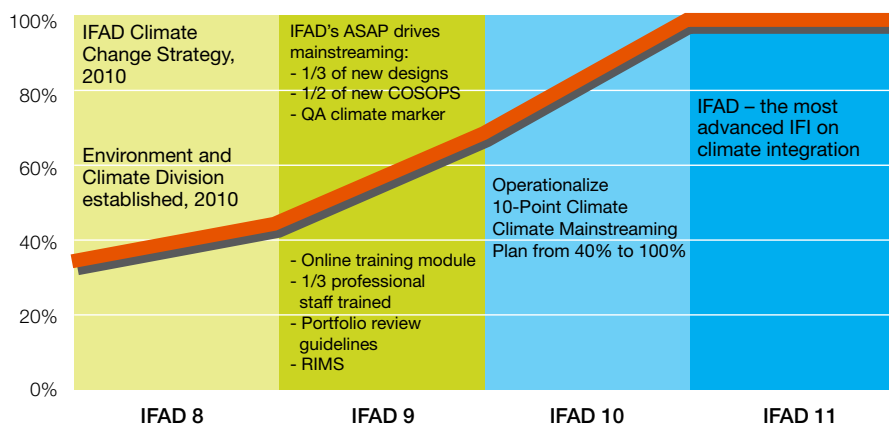 100%
80%
60%
40%
20%
0%
IFAD Climate
Change Strategy,
2010
Environment and
Climate Division
established, 2010
IFAD's ASAP drives
mainstreaming:
- 1/3 of new designs
- 1/2 of new COSOPS
- QA climate marker
- Online training module
- 1/3 professional
staff trained
- Portfolio review
guidelines
- RIMS
Operationalize
10-Point Climate
Climate Mainstreaming
Plan from 40% to 100%
IFAD – the most
advanced IFI on
climate integration
IFAD 8
IFAD 9
IFAD 10
IFAD 11